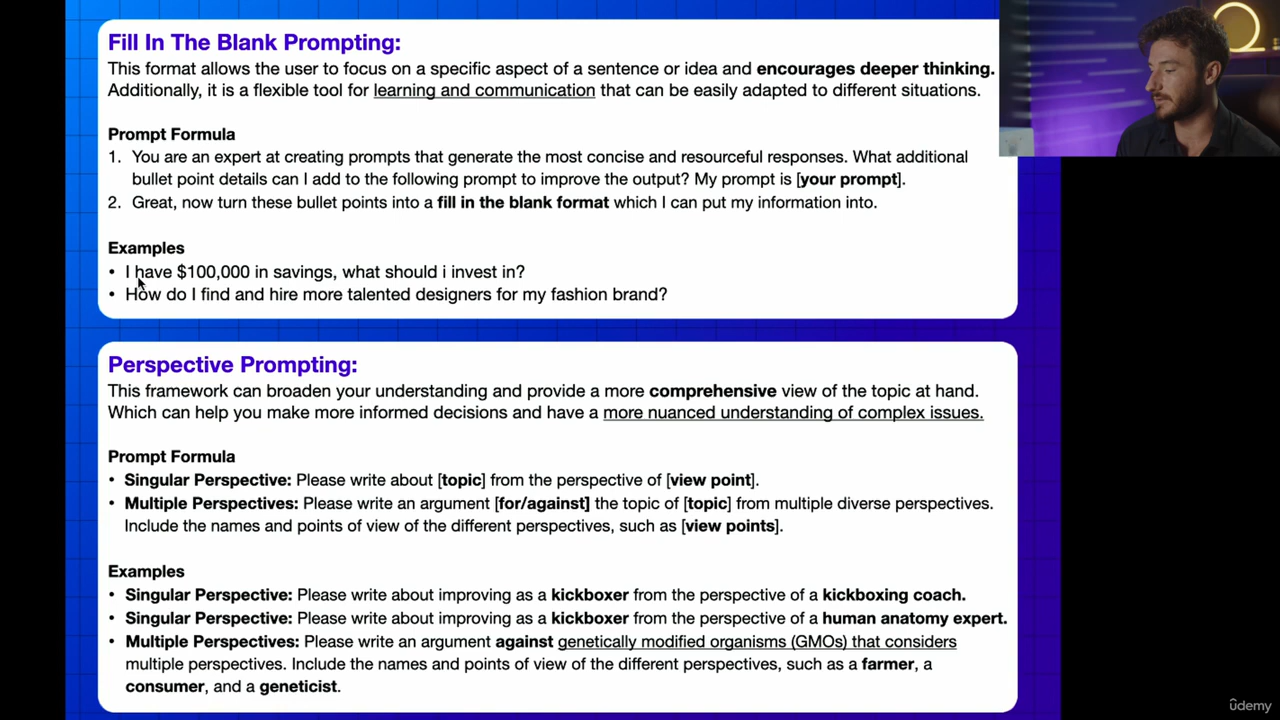 Fill In The Blank Prompting:
This format allows the user to focus on a specific aspect of a sentence or idea and encourages deeper thinking.
Additionally, it is a flexible tool for learning and communication that can be easily adapted to different situations.
Prompt Formula
1. You are an expert at creating prompts that generate the most concise and resourceful responses. What additional
bullet point details can I add to the following prompt to improve the output? My prompt is [your prompt].
2. Great, now turn these bullet points into a fill in the blank format which I can put my information into.
Examples
• I have $100,000 in savings, what should i invest in?
• How do I find and hire more talented designers for my fashion brand?
Perspective Prompting:
This framework can broaden your understanding and provide a more comprehensive view of the topic at hand.
Which can help you make more informed decisions and have a more nuanced understanding of complex issues.
Prompt Formula
• Singular Perspective: Please write about [topic] from the perspective of [view point].
• Multiple Perspectives: Please write an argument [for/against] the topic of [topic] from multiple diverse perspectives.
Include the names and points of view of the different perspectives, such as [view points].
Examples
• Singular Perspective: Please write about improving as a kickboxer from the perspective of a kickboxing coach.
• Singular Perspective: Please write about improving as a kickboxer from the perspective of a human anatomy expert.
• Multiple Perspectives: Please write an argument against genetically modified organisms (GMOs) that considers
multiple perspectives. Include the names and points of view of the different perspectives, such as a farmer, a
consumer, and a geneticist.
ûdemy